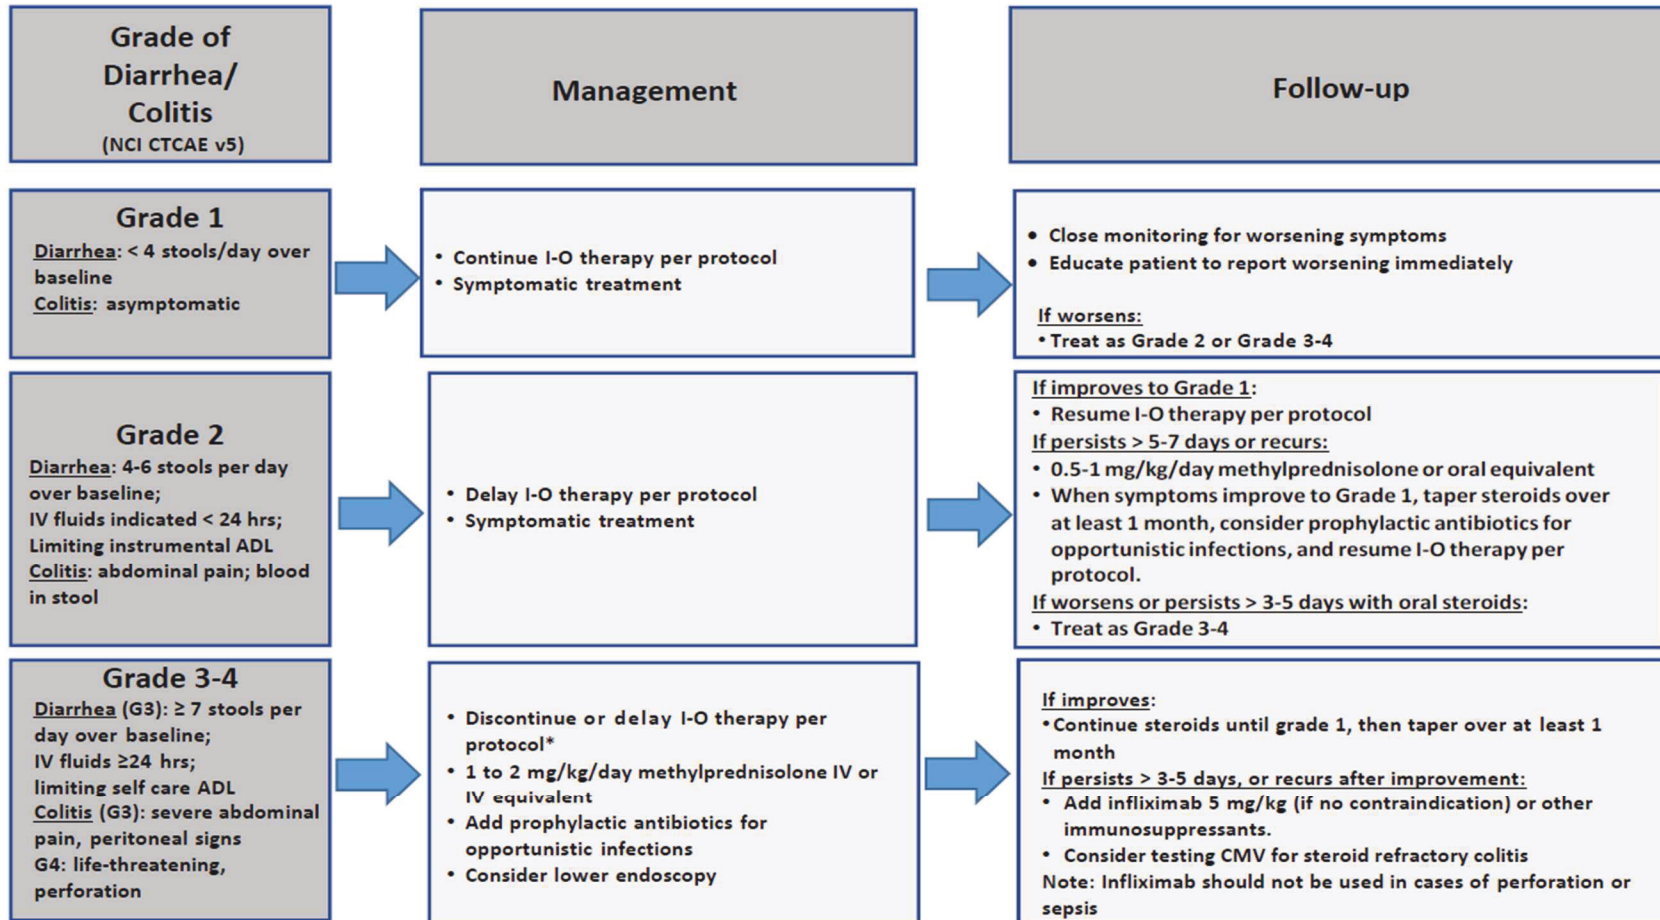 Grade of
Diarrhea/
Colitis
(NCI CTCAE v5)
Management
Follow-up
Grade 1
Diarrhea: < 4 stools/day over
baseline
Colitis: asymptomatic
• Continue I-O therapy per protocol
• Symptomatic treatment
• Close monitoring for worsening symptoms
• Educate patient to report worsening immediately
If worsens:
• Treat as Grade 2 or Grade 3-4
Grade 2
Diarrhea: 4-6 stools per day
over baseline;
IV fluids indicated < 24 hrs;
Limiting instrumental ADL
Colitis: abdominal pain; blood
in stool
• Delay I-O therapy per protocol
• Symptomatic treatment
If improves to Grade 1:
• Resume I-O therapy per protocol
If persists > 5-7 days or recurs:
• 0.5-1 mg/kg/day methylprednisolone or oral equivalent
• When symptoms improve to Grade 1, taper steroids over
at least 1 month, consider prophylactic antibiotics for
opportunistic infections, and resume I-O therapy per
protocol.
If worsens or persists > 3-5 days with oral steroids:
• Treat as Grade 3-4
Grade 3-4
Diarrhea (G3): ≥ 7 stools per
day over baseline;
IV fluids ≥24 hrs;
limiting self care ADL
Colitis (G3): severe abdominal
pain, peritoneal signs
G4: life-threatening,
perforation
• Discontinue or delay I-O therapy per
protocol*
• 1 to 2 mg/kg/day methylprednisolone IV or
IV equivalent
• Add prophylactic antibiotics for
opportunistic infections
• Consider lower endoscopy
If improves:
• Continue steroids until grade 1, then taper over at least 1
month
If persists > 3-5 days, or recurs after improvement:
• Add infliximab 5 mg/kg (if no contraindication) or other
immunosuppressants.
• Consider testing CMV for steroid refractory colitis
Note: Infliximab should not be used in cases of perforation or
sepsis